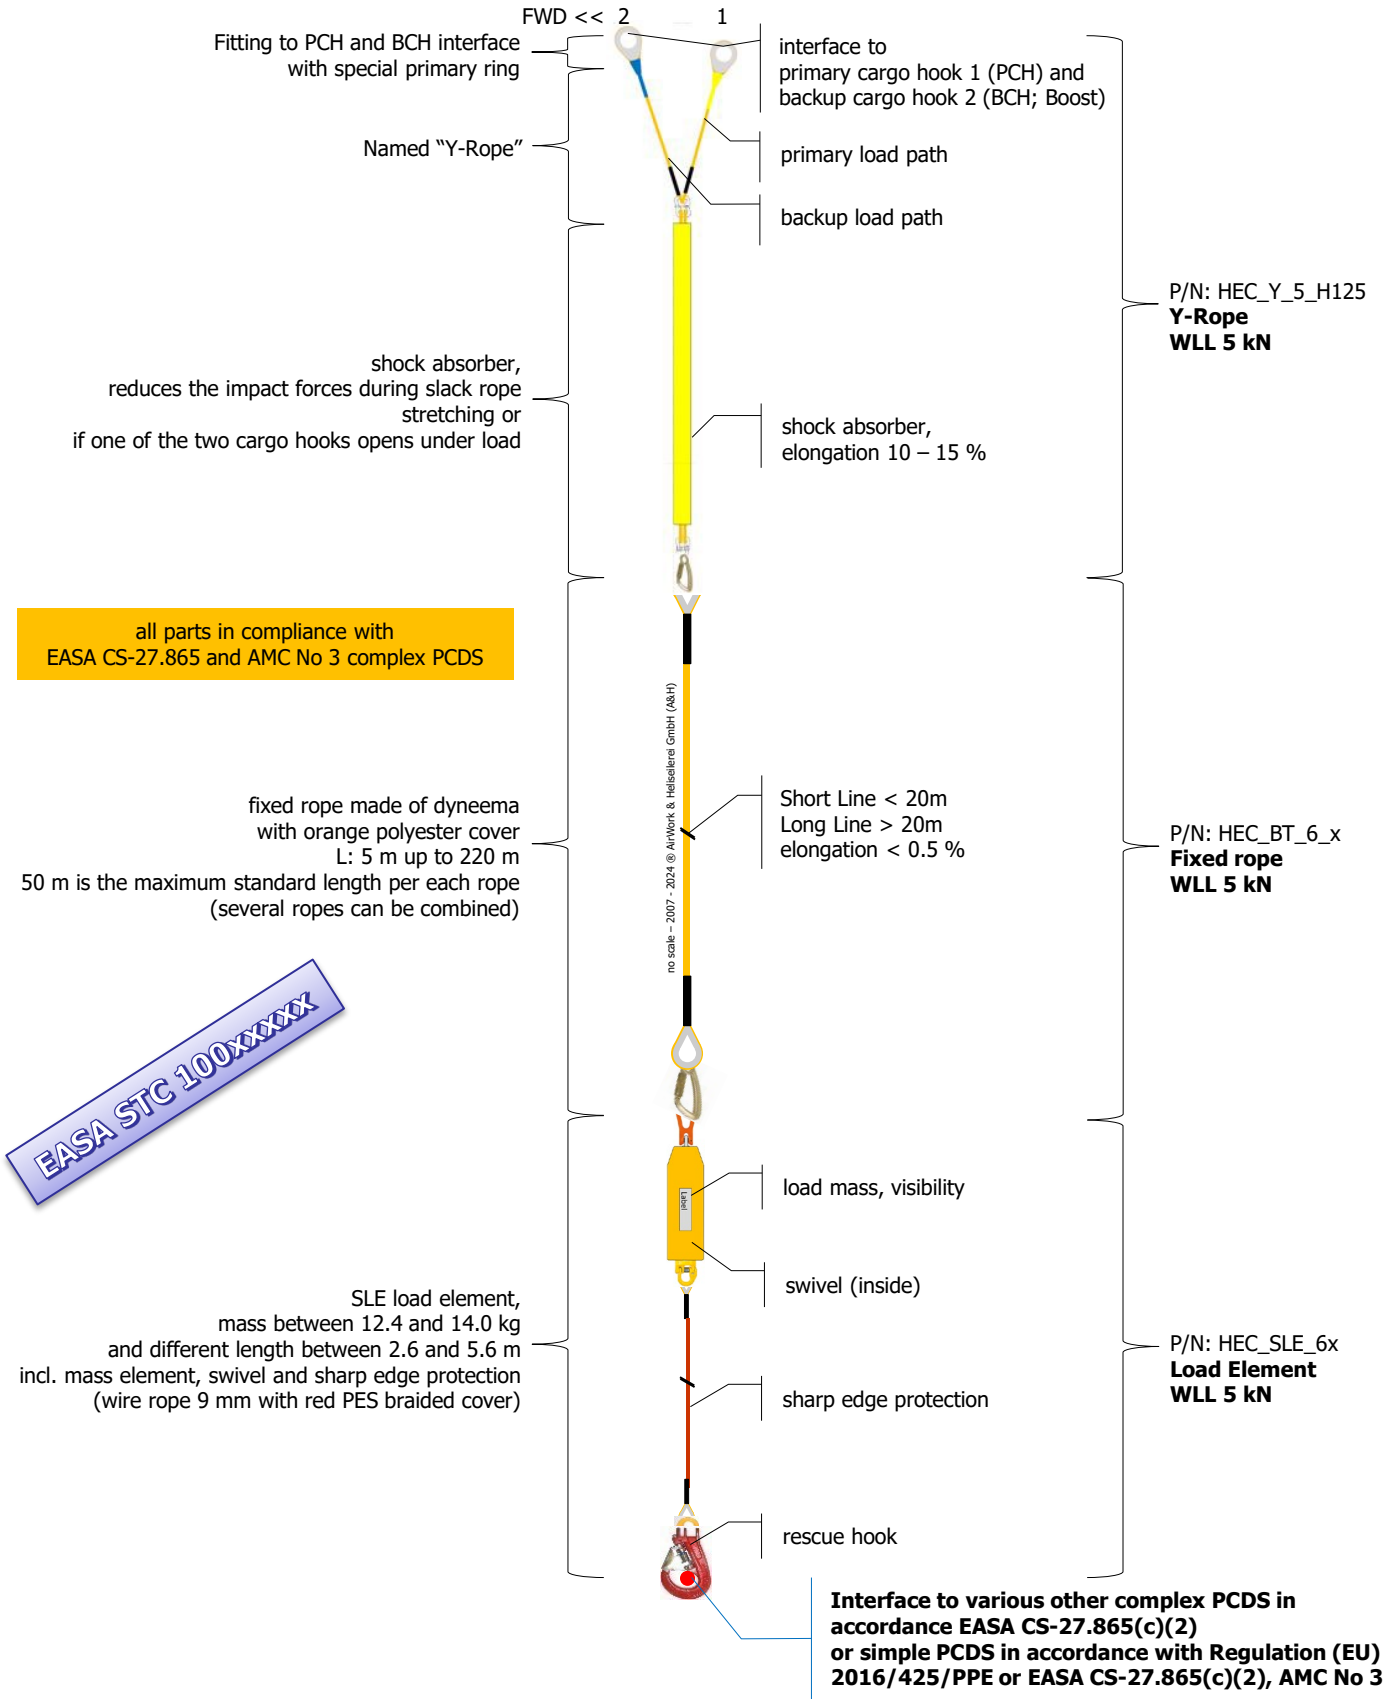 FWD << 2 1
Fitting to PCH and BCH interface
with special primary ring
interface to
primary cargo hook 1 (PCH) and
backup cargo hook 2 (BCH; Boost)
Named “Y-Rope”
primary load path
backup load path
P/N: HEC_Y_5_H125
Y-Rope
WLL 5 kN
shock absorber,
reduces the impact forces during slack rope
stretching or
if one of the two cargo hooks opens under load
shock absorber,
elongation 10 – 15 %
all parts in compliance with
EASA CS-27.865 and AMC No 3 complex PCDS
no scale – 2007 - 2024 ® AirWork & Heliseilerei GmbH (A&H)
fixed rope made of dyneema
with orange polyester cover
L: 5 m up to 220 m
50 m is the maximum standard length per each rope
(several ropes can be combined)
Short Line < 20m
Long Line > 20m
elongation < 0.5 %
P/N: HEC_BT_6_x
Fixed rope
WLL 5 kN
EASA STC 100xxxxx
Label
load mass, visibility
swivel (inside)
SLE load element,
mass between 12.4 and 14.0 kg
and different length between 2.6 and 5.6 m
incl. mass element, swivel and sharp edge protection
(wire rope 9 mm with red PES braided cover)
sharp edge protection
P/N: HEC_SLE_6x
Load Element
WLL 5 kN
rescue hook
Interface to various other complex PCDS in
accordance EASA CS-27.865(c)(2)
or simple PCDS in accordance with Regulation (EU)
2016/425/PPE or EASA CS-27.865(c)(2), AMC No 3